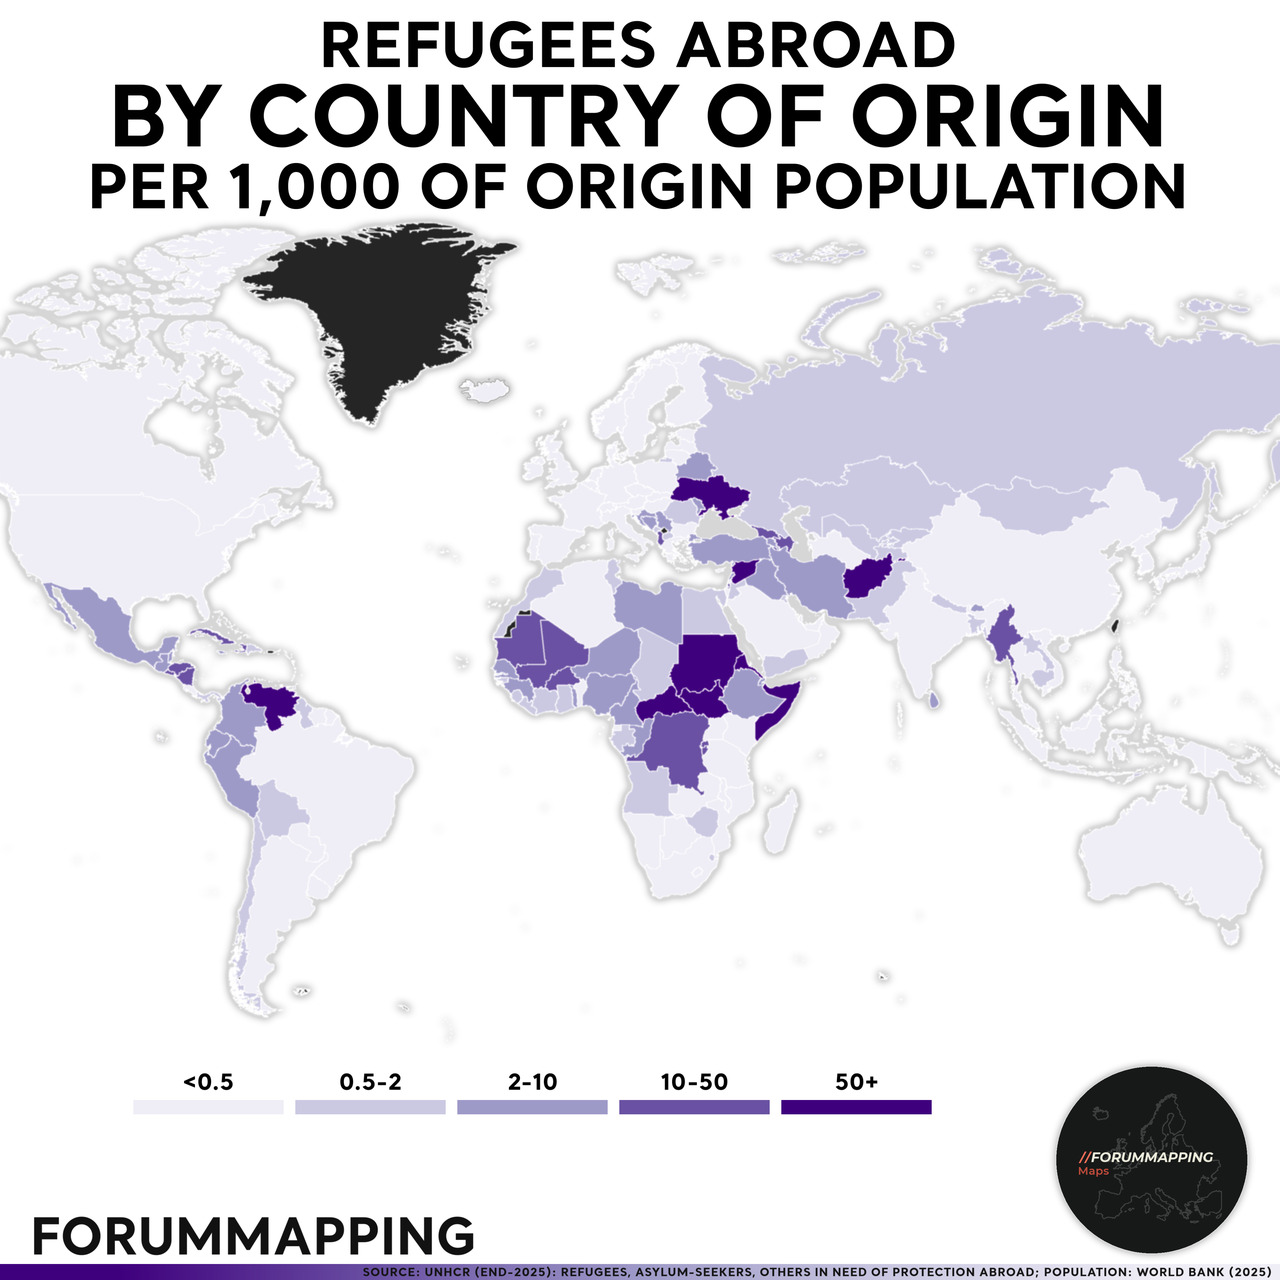 REFUGEES ABROAD
BY COUNTRY OF ORIGIN
PER 1,000 OF ORIGIN POPULATION
<0.5 0.5-2 2-10 10-50 50+
//FORUMMAPPING
Maps
FORUMMAPPING
SOURCE: UNHCR (END-2025): REFUGEES, ASYLUM-SEEKERS, OTHERS IN NEED OF PROTECTION ABROAD; POPULATION: WORLD BANK (2025)